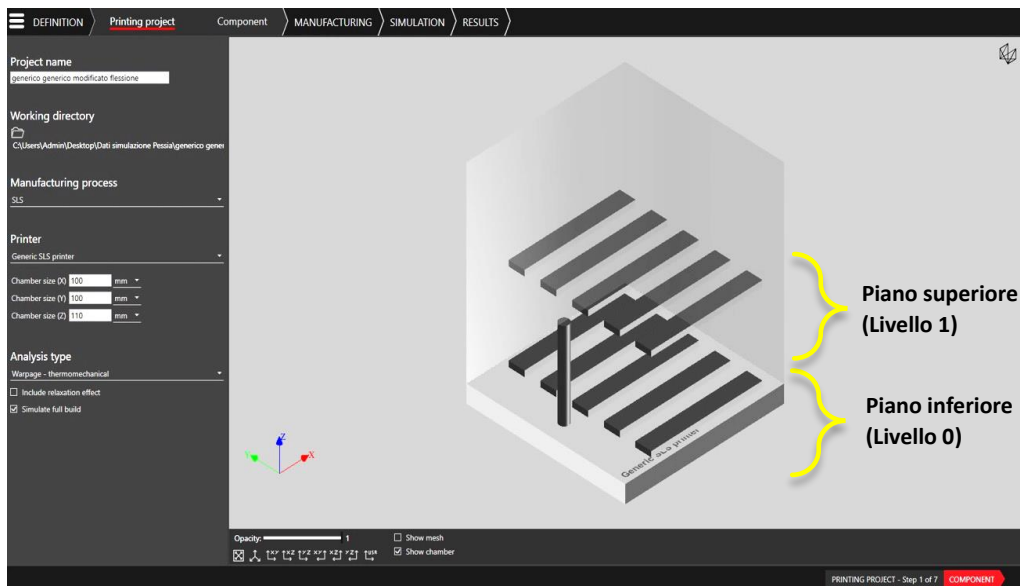 DEFINITION Printing project Component MANUFACTURING SIMULATION RESULTS
Project name
generico generico modificato flessione
Working directory
C:\Users\Admin\Desktop\Dati simulazione Pessia\generico gener
Manufacturing process
SLS
Printer
Generic SLS printer
Chamber size (X) 100 mm
Chamber size (Y) 100 mm
Chamber size (Z) 110 mm
Analysis type
Warpage - thermomechanical
Include relaxation effect
Simulate full build
Piano superiore
(Livello 1)
Piano inferiore
(Livello 0)
Generic SLS printer
Z
Y
X
Opacity: 1
Show mesh
Show chamber
PRINTING PROJECT - Step 1 of 7 COMPONENT